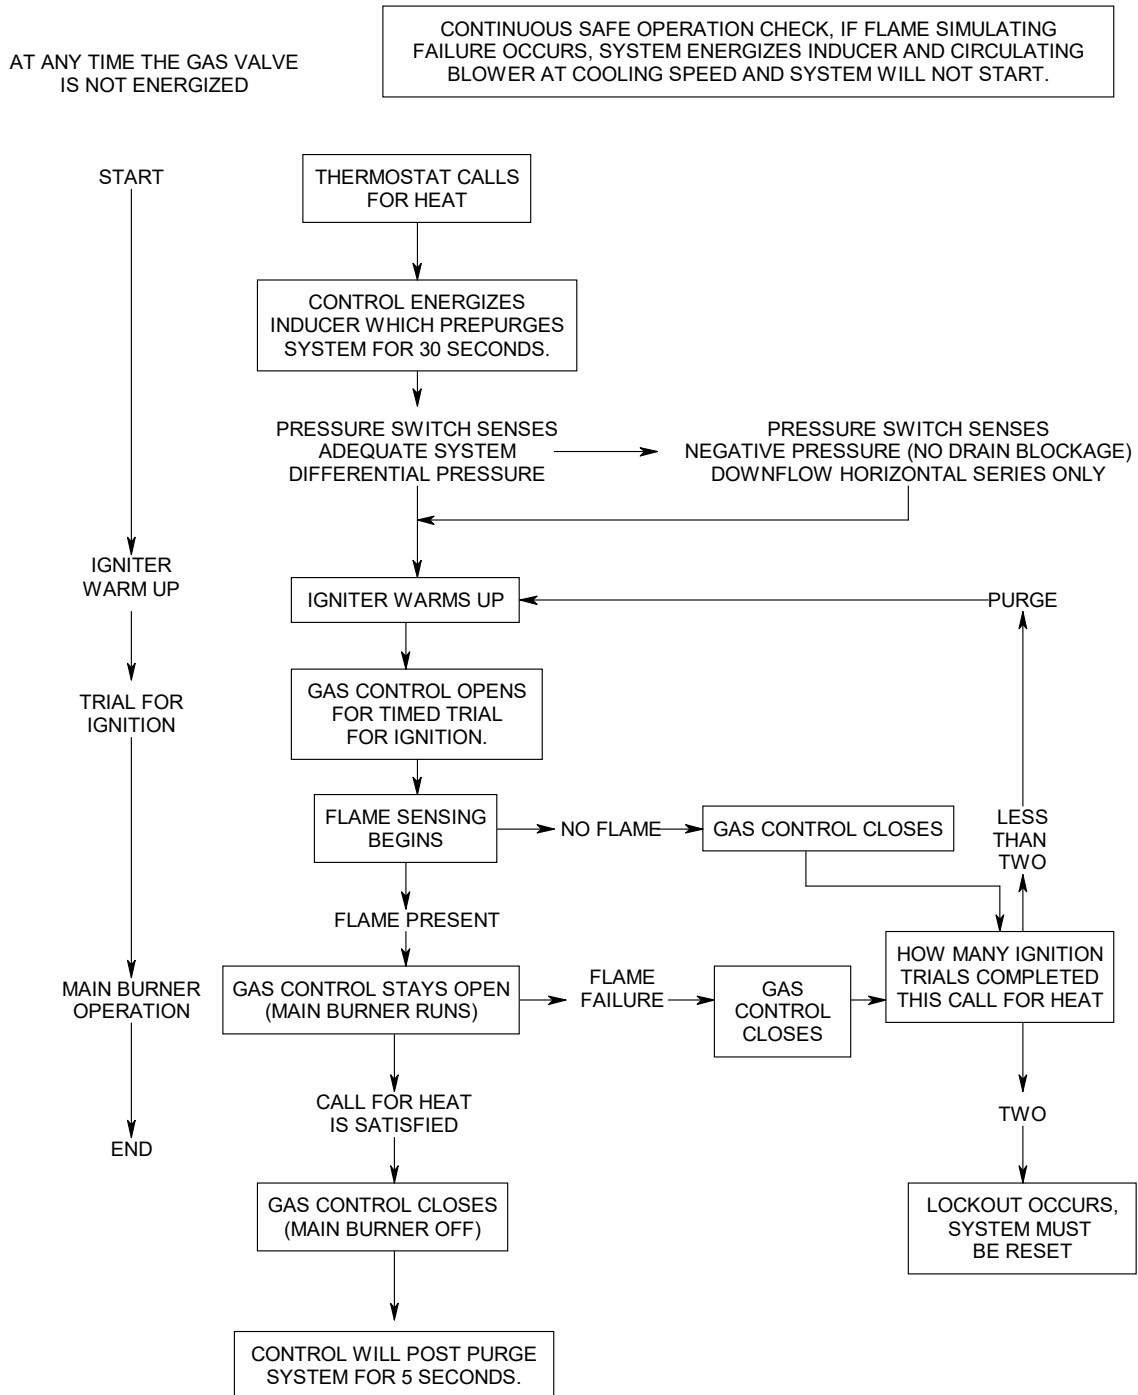 AT ANY TIME THE GAS VALVE
IS NOT ENERGIZED
CONTINUOUS SAFE OPERATION CHECK, IF FLAME SIMULATING
FAILURE OCCURS, SYSTEM ENERGIZES INDUCER AND CIRCULATING
BLOWER AT COOLING SPEED AND SYSTEM WILL NOT START.
START
THERMOSTAT CALLS
FOR HEAT
CONTROL ENERGIZES
INDUCER WHICH PREPURGES
SYSTEM FOR 30 SECONDS.
PRESSURE SWITCH SENSES
ADEQUATE SYSTEM
DIFFERENTIAL PRESSURE
PRESSURE SWITCH SENSES
NEGATIVE PRESSURE (NO DRAIN BLOCKAGE)
DOWNFLOW HORIZONTAL SERIES ONLY
IGNITER
WARM UP
IGNITER WARMS UP
PURGE
TRIAL FOR
IGNITION
GAS CONTROL OPENS
FOR TIMED TRIAL
FOR IGNITION.
FLAME SENSING
BEGINS
NO FLAME
GAS CONTROL CLOSES
LESS
THAN
TWO
FLAME PRESENT
HOW MANY IGNITION
TRIALS COMPLETED
THIS CALL FOR HEAT
MAIN BURNER
OPERATION
GAS CONTROL STAYS OPEN
(MAIN BURNER RUNS)
FLAME
FAILURE
GAS
CONTROL
CLOSES
CALL FOR HEAT
IS SATISFIED
TWO
END
GAS CONTROL CLOSES
(MAIN BURNER OFF)
LOCKOUT OCCURS,
SYSTEM MUST
BE RESET
CONTROL WILL POST PURGE
SYSTEM FOR 5 SECONDS.